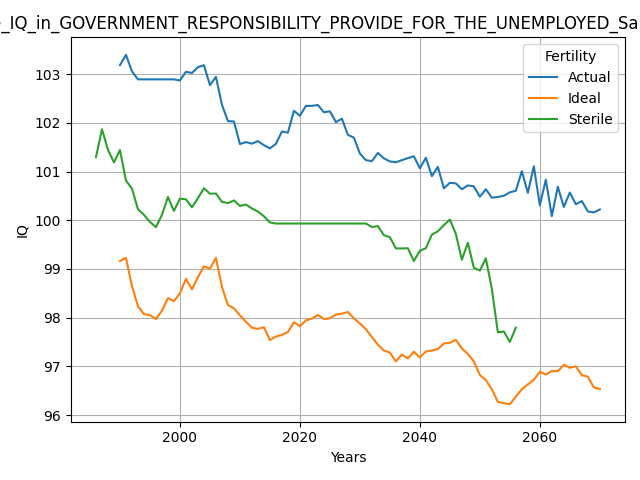 _IQ_in_GOVERNMENT_RESPONSIBILITY_PROVIDE_FOR_THE_UNEMPLOYED_Sa
Fertility
Actual
Ideal
Sterile
IQ
103
102
101
100
99
98
97
96
2000 2020 2040 2060
Years